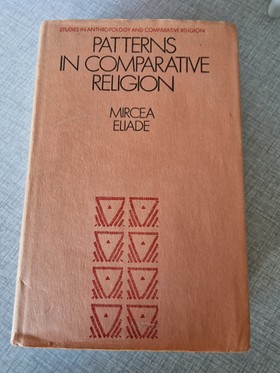 STUDIES IN ANTHROPOLOGY AND COMPARATIVE RELIGION
PATTERNS
IN COMPARATIVE
RELIGION
MIRCEA
ELIADE